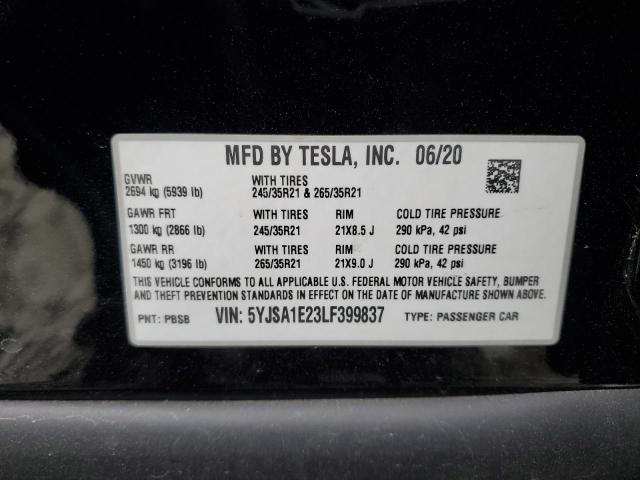 MFD BY TESLA, INC. 06/20
GVWR WITH TIRES
2694 kg (5939 lb) 245/35R21 & 265/35R21
GAWR FRT WITH TIRES RIM COLD TIRE PRESSURE
1300 kg (2866 lb) 245/35R21 21X8.5 J 290 kPa, 42 psi
GAWR RR WITH TIRES RIM COLD TIRE PRESSURE
1450 kg (3196 lb) 265/35R21 21X9.0 J 290 kPa, 42 psi
THIS VEHICLE CONFORMS TO ALL APPLICABLE U.S. FEDERAL MOTOR VEHICLE SAFETY, BUMPER,
AND THEFT PREVENTION STANDARDS IN EFFECT ON THE DATE OF MANUFACTURE SHOWN ABOVE.
PNT: PBSB VIN: 5YJSA1E23LF399837 TYPE: PASSENGER CAR